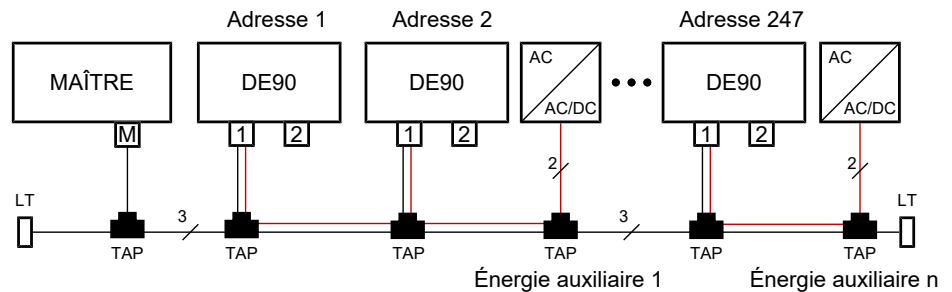 Adresse 1
Adresse 2
Adresse 247
MAÎTRE
DE90
DE90
AC
AC/DC
DE90
AC
AC/DC
M
1
2
1
2
1
2
2
2
LT
3
3
LT
TAP
TAP
TAP
TAP
TAP
TAP
Énergie auxiliaire 1
Énergie auxiliaire n